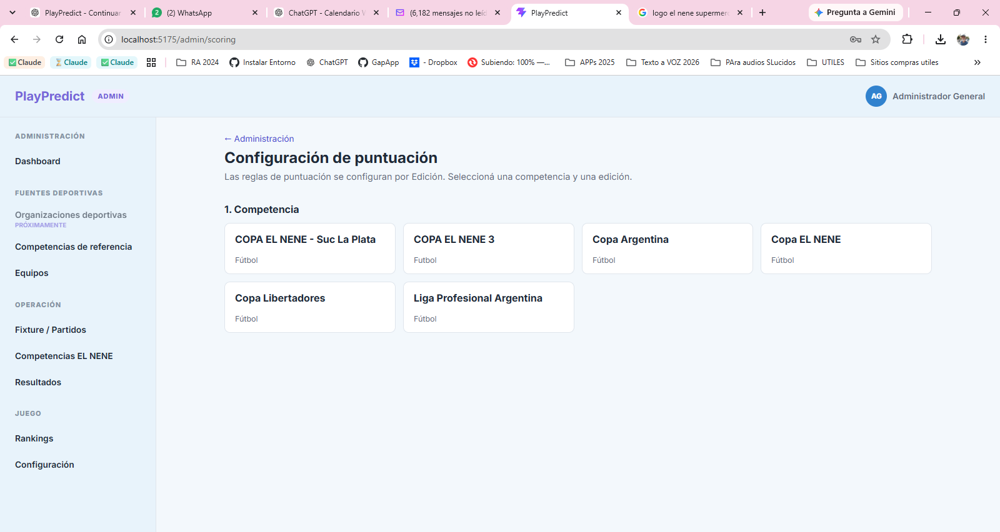 PlayPredict - Continuar
2
(2) WhatsApp
ChatGPT - Calendario
(6,182 mensajes no leíd
PlayPredict
logo el nene superme
Pregunta a Gemini
localhost:5175/admin/scoring
Claude
Claude
Claude
RA 2024
Instalar Entorno
ChatGPT
GapApp
- Dropbox
Subiendo: 100% —...
APPs 2025
Texto a VOZ 2026
PAra audios SLucidos
UTILES
Sitios compras utiles
PlayPredict
ADMIN
AG
Administrador General
ADMINISTRACIÓN
Dashboard
FUENTES DEPORTIVAS
Organizaciones deportivas
PRÓXIMAMENTE
Competencias de referencia
Equipos
OPERACIÓN
Fixture / Partidos
Competencias EL NENE
Resultados
JUEGO
Rankings
Configuración
← Administración
Configuración de puntuación
Las reglas de puntuación se configuran por Edición. Seleccioná una competencia y una edición.
1. Competencia
COPA EL NENE - Suc La Plata
Fútbol
COPA EL NENE 3
Futbol
Copa Argentina
Fútbol
Copa EL NENE
Fútbol
Copa Libertadores
Fútbol
Liga Profesional Argentina
Fútbol